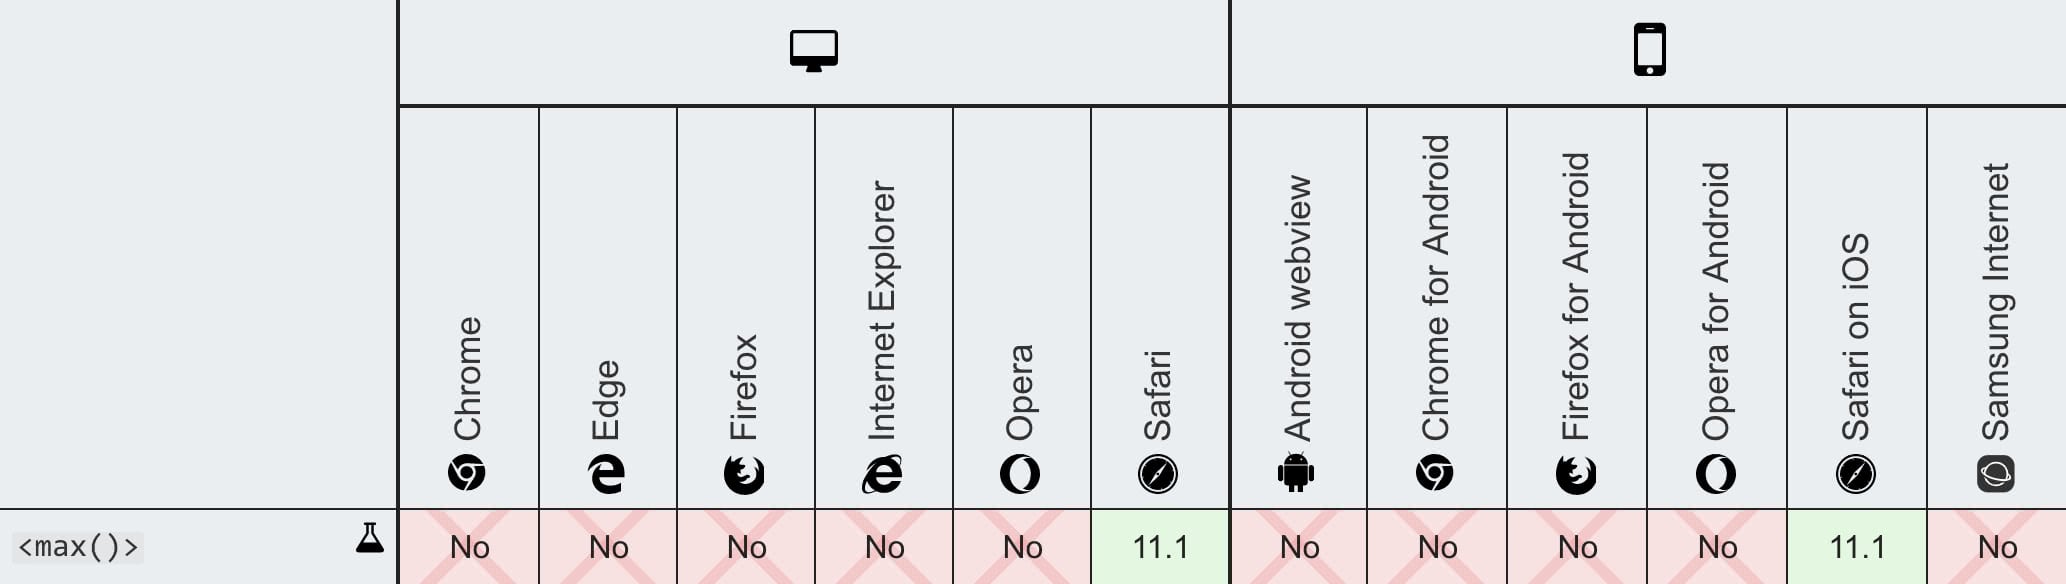 Chrome
Edge
Firefox
Internet Explorer
Opera
Safari
Android webview
Chrome for Android
Firefox for Android
Opera for Android
Safari on iOS
Samsung Internet
<max()> No No No No No 11.1 No No No No 11.1 No